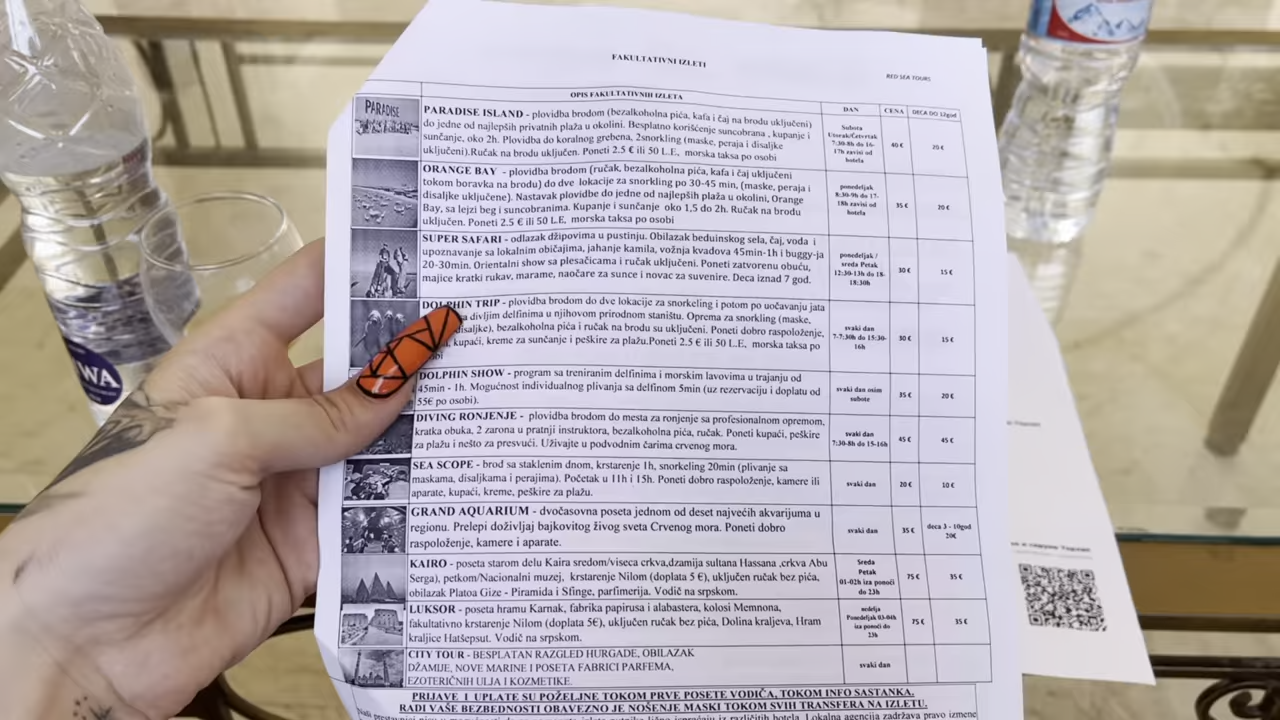 FAKULTATIVNI IZLETI
RED SEA TOURS
OPIS FAKULTATIVNIH IZLETA
DAN
CENA
DECA DO 12god
PARADISE
PARADISE ISLAND - plovidba brodom (bezalkoholna pića, kafa i čaj na brodu uključeni)
do jedne od najlepših privatnih plaža u okolini. Besplatno korišćenje suncobrana , kupanje i
sunčanje, oko 2h. Plovidba do koralnog grebena, 2snorkling (maske, peraja i disaljke
uključeni).Ručak na brodu uključen. Poneti 2.5 € ili 50 L.E, morska taksa po osobi
Subota
Utorak/Četvrtak
7:30-8h do 16-
17h zavisi od
hotela
40 €
20 €
ORANGE BAY - plovidba brodom (ručak, bezalkoholna pića, kafa i čaj uključeni
tokom boravka na brodu) do dve lokacije za snorkling po 30-45 min, (maske, peraja i
disaljke uključene). Nastavak plovidbe do jedne od najlepših plaža u okolini, Orange
Bay, sa lejzi beg i suncobranima. Kupanje i sunčanje oko 1,5 do 2h. Ručak na brodu
uključen. Poneti 2.5 € ili 50 L.E, morska taksa po osobi
ponedeljak
8:30-9h do 17-
18h zavisi od
hotela
35 €
20 €
SUPER SAFARI - odlazak džipovima u pustinju. Obilazak beduinskog sela, čaj, voda i
upoznavanje sa lokalnim običajima, jahanje kamila, vožnja kvadova 45min-1h i buggy-ja
20-30min. Orientalni show sa plesačicama i ručak uključeni. Poneti zatvorenu obuću,
majice kratki rukav, marame, naočare za sunce i novac za suvenire. Deca iznad 7 god.
ponedeljak /
sreda Petak
12:30-13h do 18-
18:30h
30 €
15 €
DOLPHIN TRIP - plovidba brodom do dve lokacije za snorkeling i potom po uočavanju jata
a divljim delfinima u njihovom prirodnom staništu. Oprema za snorkling (maske,
disaljke), bezalkoholna pića i ručak na brodu su uključeni. Poneti dobro raspoloženje,
kupaći, kreme za sunčanje i peškire za plažu.Poneti 2.5 € ili 50 L.E, morska taksa po
obi
svaki dan
7-7:30h do 15:30-
16h
30 €
15 €
DOLPHIN SHOW - program sa treniranim delfinima i morskim lavovima u trajanju od
45min - 1h. Mogućnost individualnog plivanja sa delfinom 5min (uz rezervaciju i doplatu od
55€ po osobi).
svaki dan osim
subote
35 €
20 €
DIVING RONJENJE - plovidba brodom do mesta za ronjenje sa profesionalnom opremom,
kratka obuka. 2 zarona u pratnji instruktora, bezalkoholna pića, ručak. Poneti kupaći, peškire
za plažu i nešto za presvući. Uživajte u podvodnim čarima crvenog mora.
svaki dan
7:30-8h do 15-16h
45 €
45 €
SEA SCOPE - brod sa staklenim dnom, krstarenje 1h, snorkeling 20min (plivanje sa
maskama, disaljkama i perajima). Početak u 11h i 15h. Poneti dobro raspoloženje, kamere ili
aparate, kupaći, kreme, peškire za plažu.
svaki dan
20 €
10 €
GRAND AQUARIUM - dvočasovna poseta jednom od deset najvećih akvarijuma u
regionu. Prelepi doživljaj bajkovitog živog sveta Crvenog mora. Poneti dobro
raspoloženje, kamere i aparate.
svaki dan
35 €
deca 3 - 10god
20€
KAIRO - poseta starom delu Kaira sredom/viseca crkva,dzamija sultana Hassana ,crkva Abu
Serga), petkom/Nacionalni muzej, krstarenje Nilom (doplata 5 €), uključen ručak bez pića,
obilazak Platoa Gize - Piramida i Sfinge, parfimerija. Vodič na srpskom.
Sreda
Petak
01-02h iza ponoći
do 23h
75 €
35 €
LUKSOR - poseta hramu Karnak, fabrika papirusa i alabastera, kolosi Memnona,
fakultativno krstarenje Nilom (doplata 5€), uključen ručak bez pića, Dolina kraljeva, Hram
kraljice Hatšepsut. Vodič na srpskom.
nedelja
Ponedeljak 03-04h
iza ponoći do
23h
75 €
35 €
CITY TOUR - BESPLATAN RAZGLED HURGADE, OBILAZAK
DŽAMIJE, NOVE MARINE I POSETA FABRICI PARFEMA,
EZOTERIČNIH ULJA I KOZMETIKE.
svaki dan
PRIJAVE I UPLATE SU POŽELJNE TOKOM PRVE POSETE VODIČA, TOKOM INFO SASTANKA.
RADI VAŠE BEZBEDNOSTI OBAVEZNO JE NOŠENJE MASKI TOKOM SVIH TRANSFERA NA IZLETU.
Lokalna agencija zadržava pravo izmene
WA